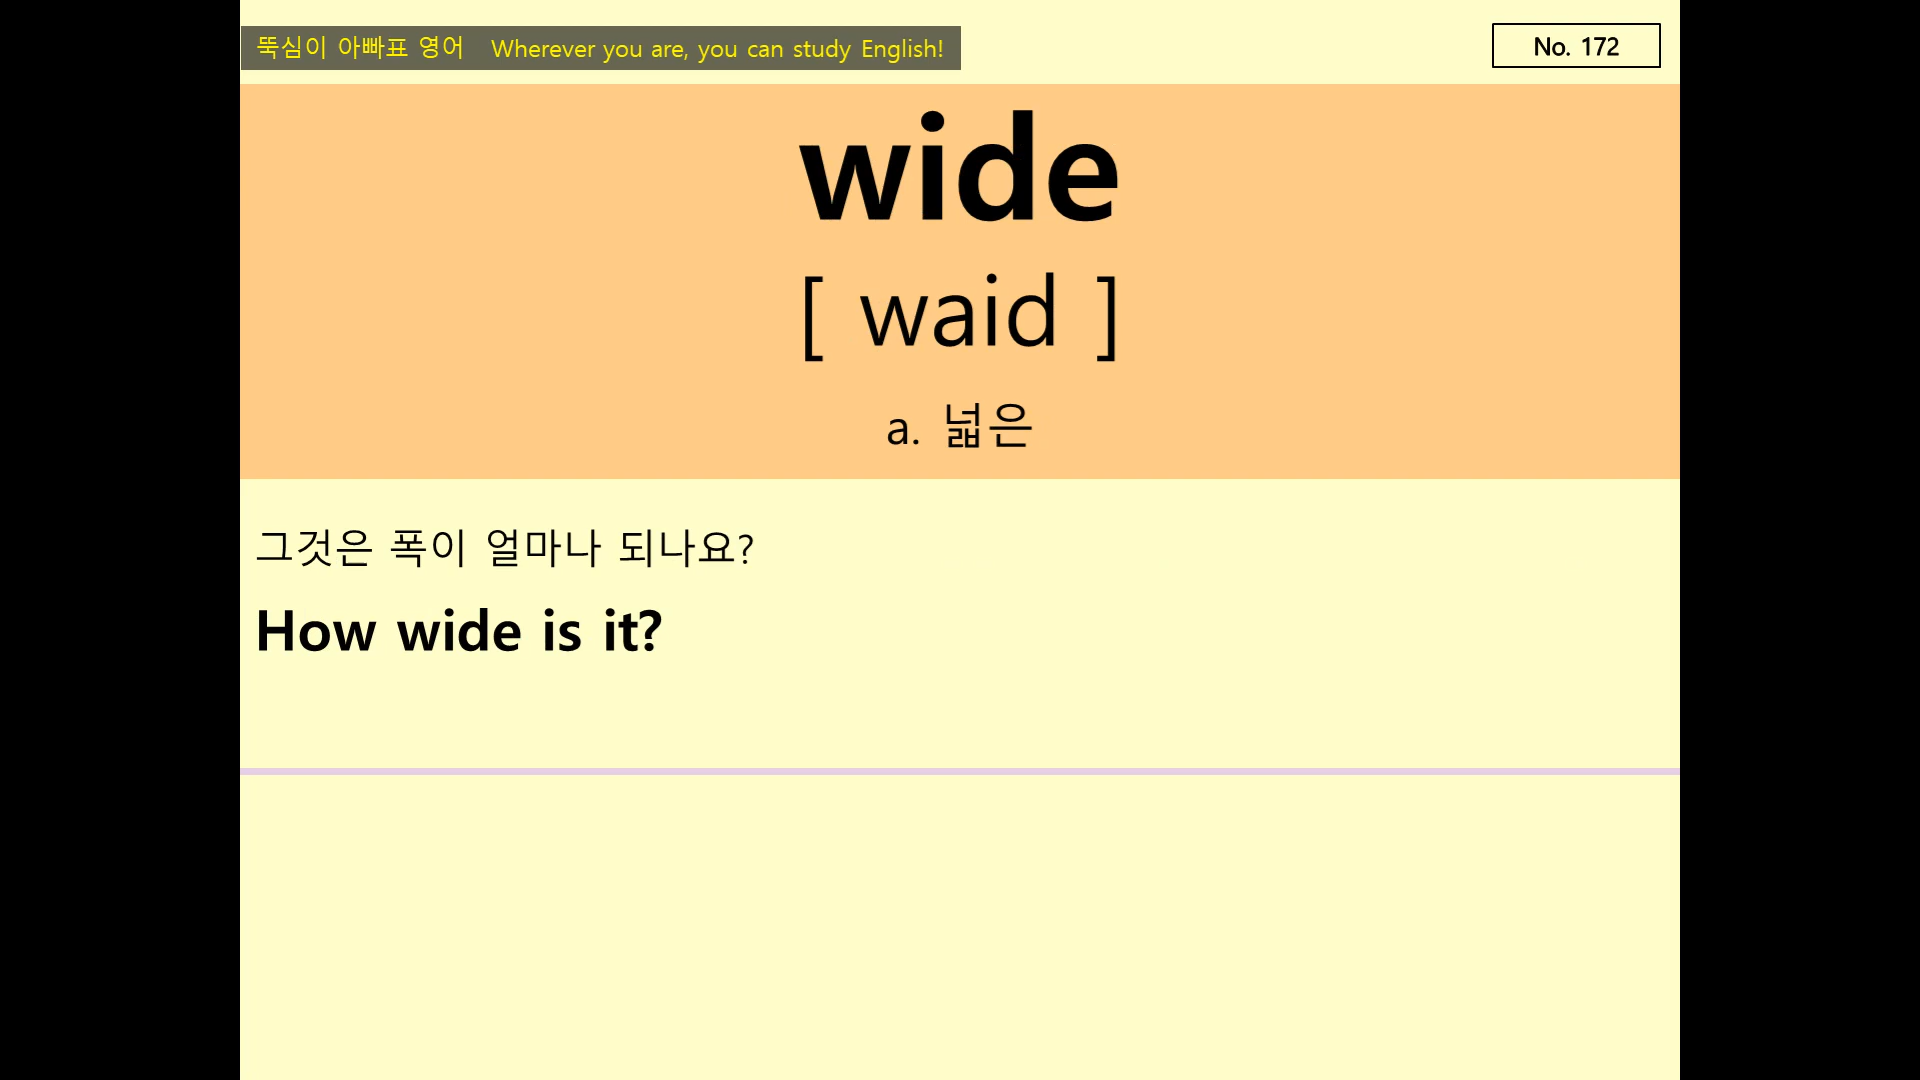 뚝심이 아빠표 영어 Wherever you are, you can study English!
No. 172
wide
[ waid ]
a. 넓은
그것은 폭이 얼마나 되나요?
How wide is it?